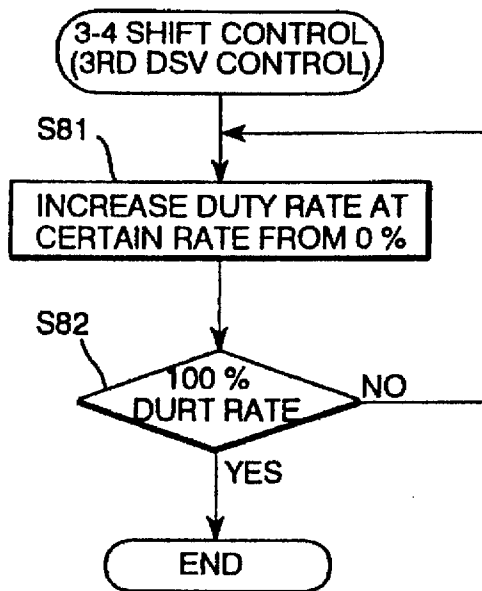 3-4 SHIFT CONTROL
(3RD DSV CONTROL)
S81
INCREASE DUTY RATE AT
CERTAIN RATE FROM 0 %
S82
100 %
DURT RATE
NO
YES
END